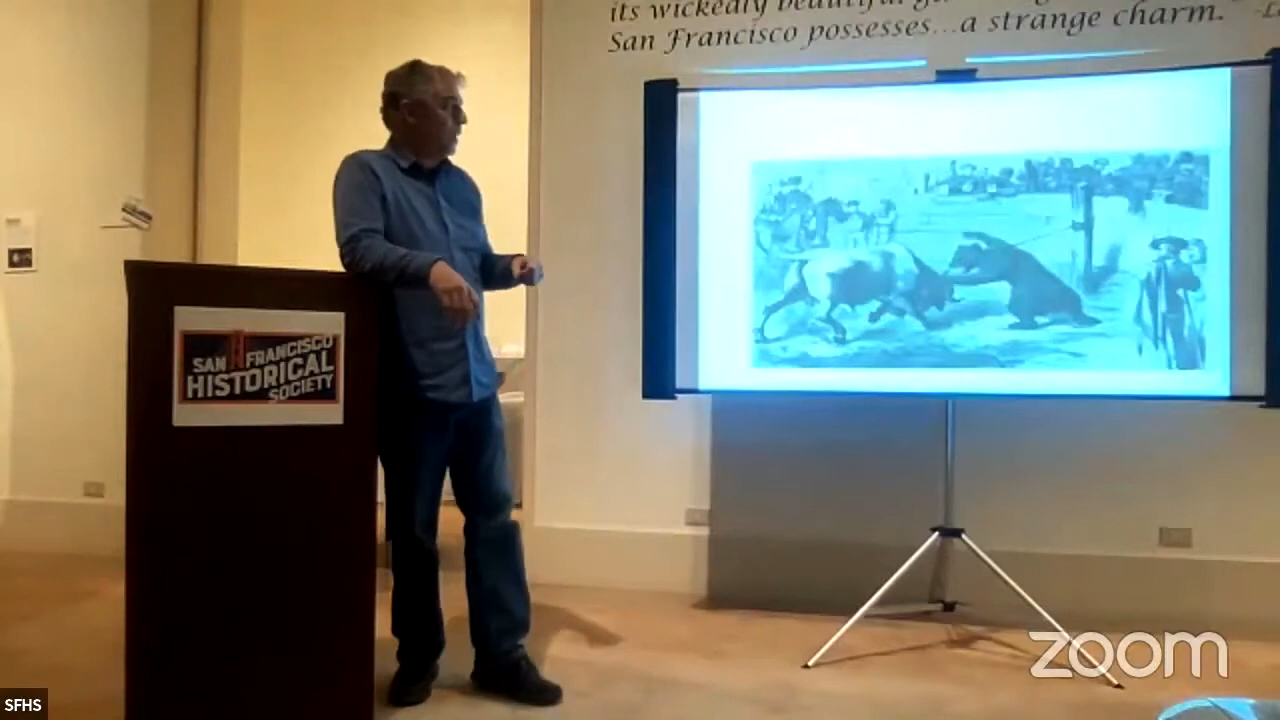 its wickedly beautiful
San Francisco possesses...a strange charm.
SAN FRANCISCO
HISTORICAL
SOCIETY
SFHS
zoom